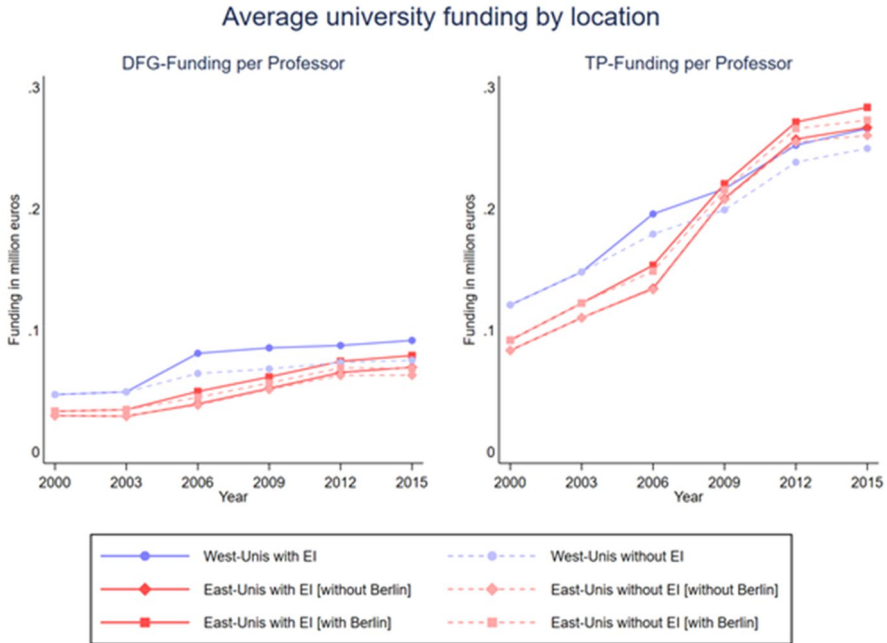 Average university funding by location
DFG-Funding per Professor
TP-Funding per Professor
Funding in million euros
.3
.2
.1
0
2000 2003 2006 2009 2012 2015
Year
Funding in million euros
.3
.2
.1
0
2000 2003 2006 2009 2012 2015
Year
West-Unis with EI
West-Unis without EI
East-Unis with EI [without Berlin]
East-Unis without EI [without Berlin]
East-Unis with EI [with Berlin]
East-Unis without EI [with Berlin]